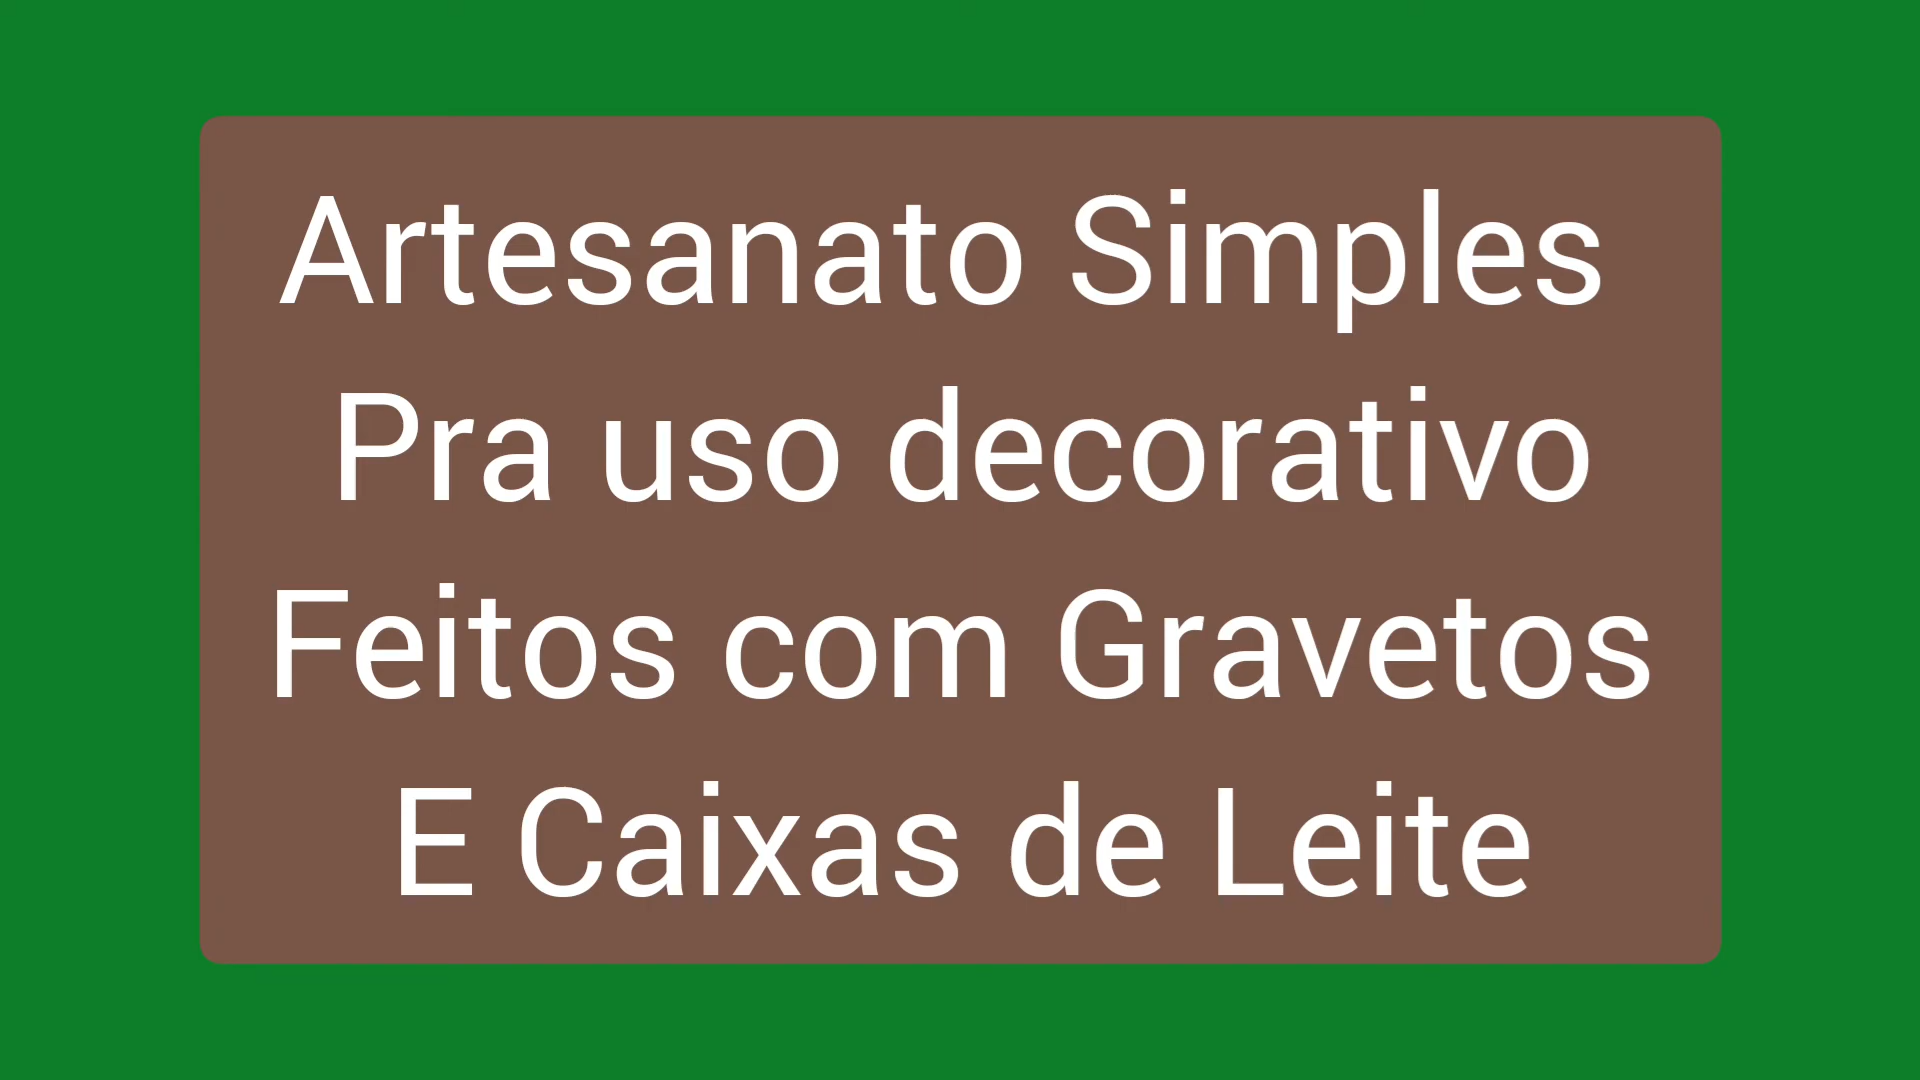 Artesanato Simples
Pra uso decorativo
Feitos com Gravetos
E Caixas de Leite